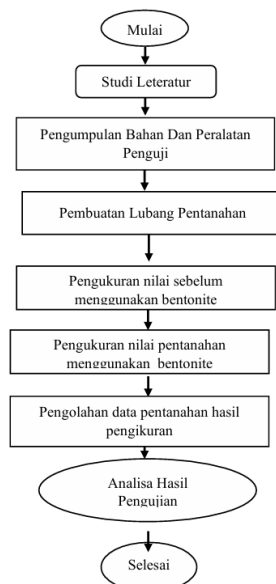 Mulai
Studi Leteratur
Pengumpulan Bahan Dan Peralatan
Penguji
Pembuatan Lubang Pentanahan
Pengukuran nilai sebelum
menggunakan bentonite
Pengukuran nilai pentanahan
menggunakan bentonite
Pengolahan data pentanahan hasil
pengikuran
Analisa Hasil
Pengujian
Selesai